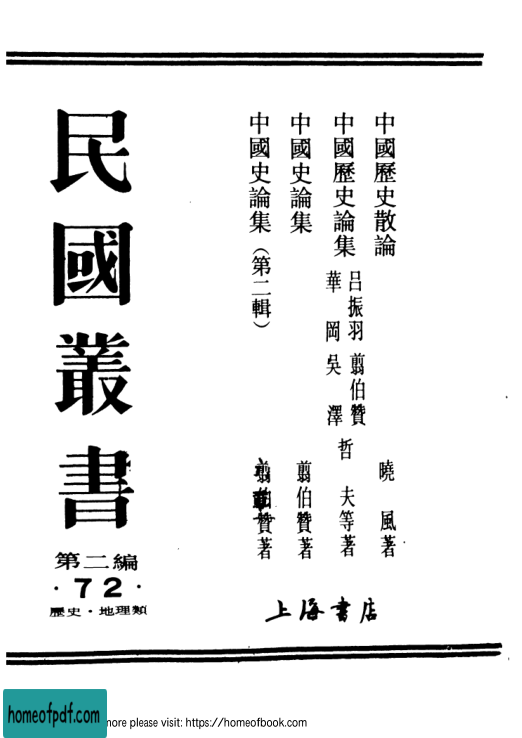 中國歷史散論 曉風著
中國歷史論集 呂振羽 翦伯贊
華岡 吳澤 哲夫等著
中國史論集 翦伯贊著
中國史論集（第二輯） 翦伯贊著
民國叢書
第二編
·72·
歷史·地理類
上海書店
homeofpdf.com
more please visit: https://homeofbook.com